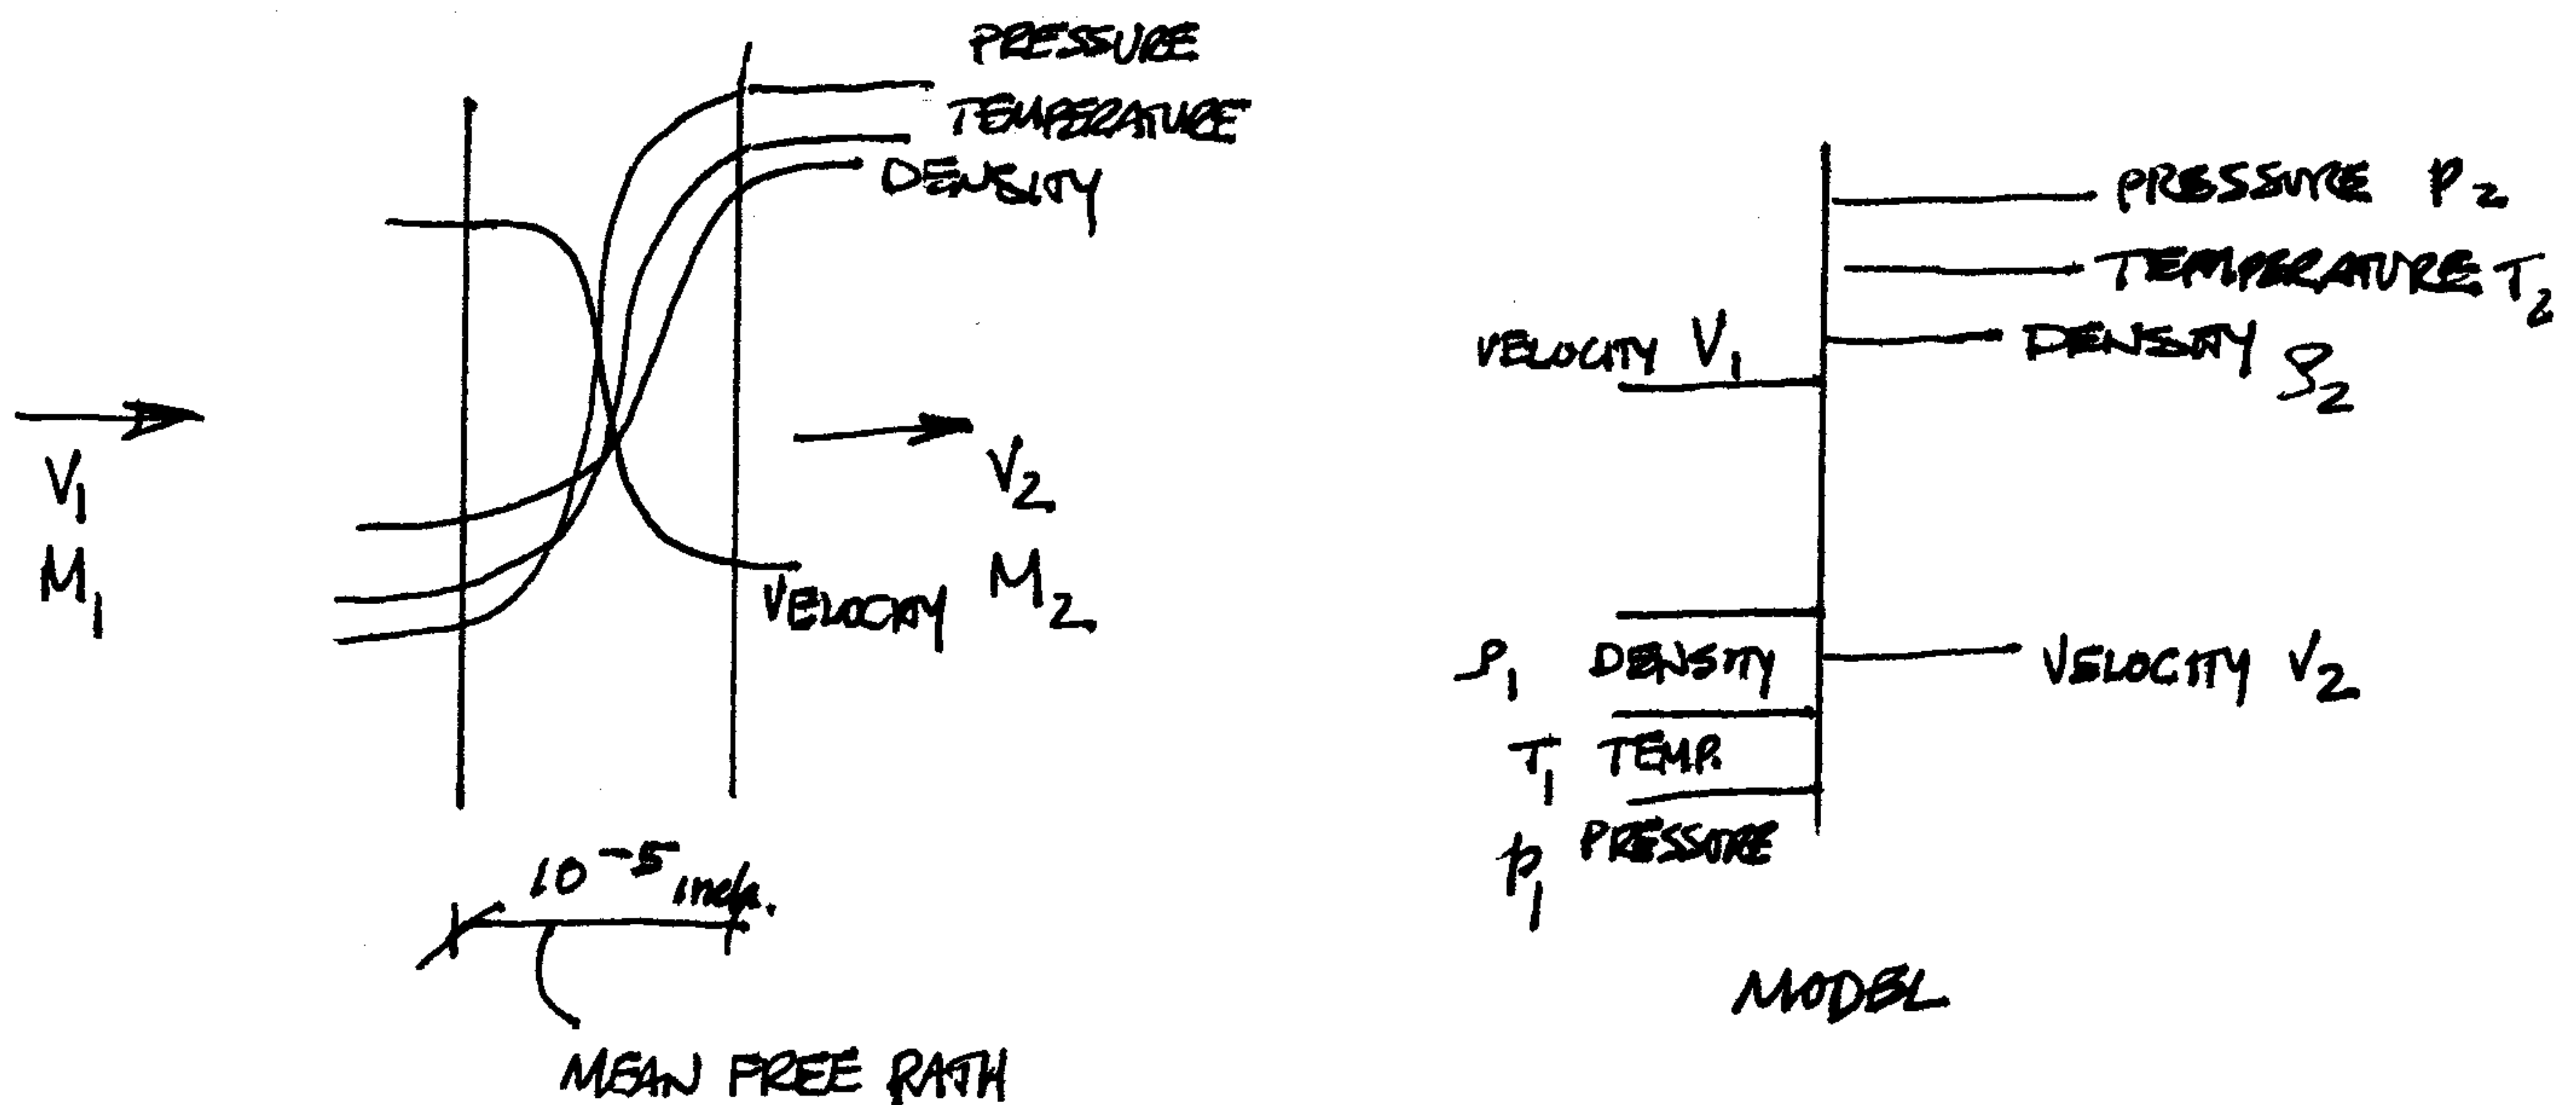 PRESSURE
TEMPERATURE
DENSITY
V₁
M₁
V₂
M₂
VELOCITY
10⁻⁵ inch.
MEAN FREE PATH
PRESSURE P₂
TEMPERATURE T₂
DENSITY ρ₂
VELOCITY V₁
ρ₁ DENSITY
VELOCITY V₂
T₁ TEMP.
p₁ PRESSURE
MODEL